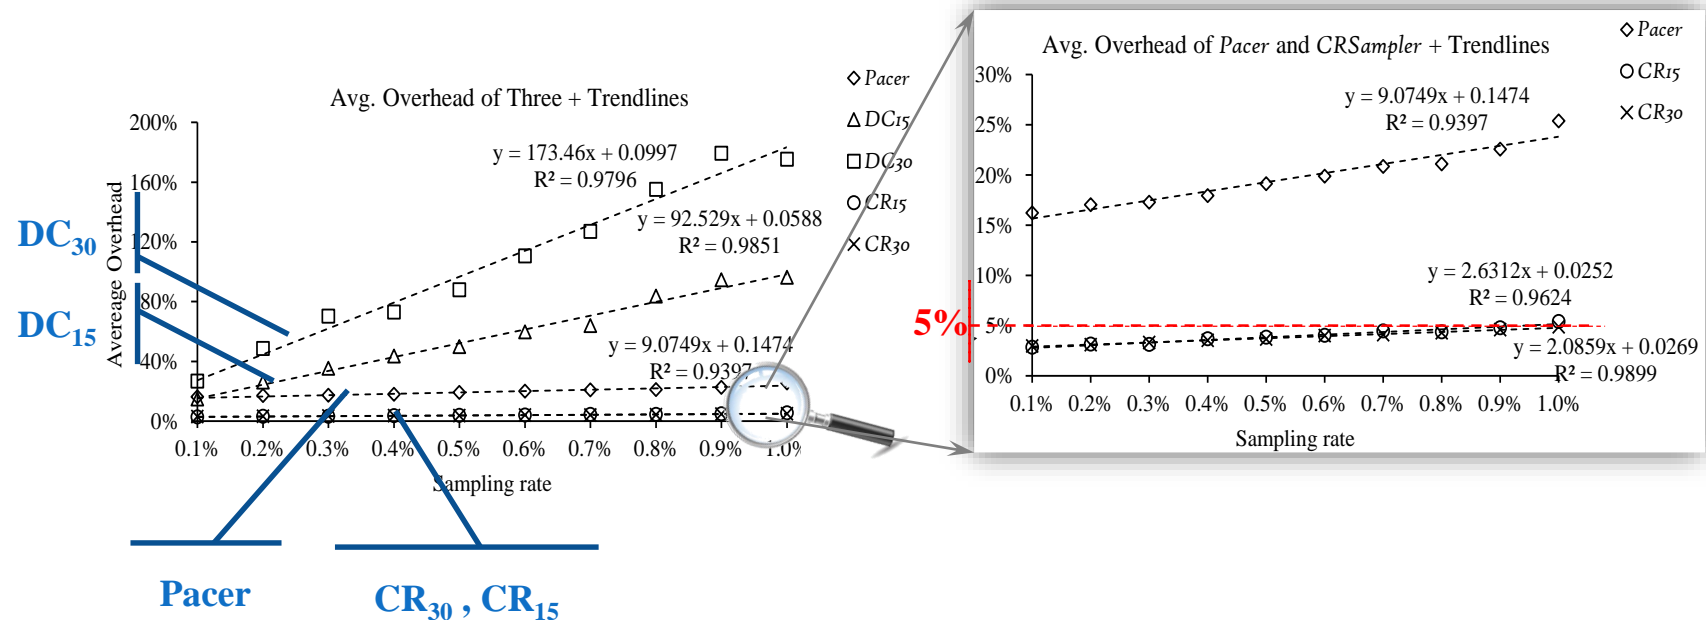 Avg. Overhead of Three + Trendlines
Pacer
DC15
DC30
CR15
CR30
Avereage Overhead
200%
160%
120%
80%
40%
0%
y = 173.46x + 0.0997
R² = 0.9796
y = 92.529x + 0.0588
R² = 0.9851
y = 9.0749x + 0.1474
R² = 0.9397
0.1% 0.2% 0.3% 0.4% 0.5% 0.6% 0.7% 0.8% 0.9% 1.0%
Sampling rate
DC30
DC15
Pacer
CR30 , CR15
Avg. Overhead of Pacer and CRSampler + Trendlines
Pacer
CR15
CR30
30%
25%
20%
15%
10%
5%
0%
y = 9.0749x + 0.1474
R² = 0.9397
y = 2.6312x + 0.0252
R² = 0.9624
5%
y = 2.0859x + 0.0269
R² = 0.9899
0.1% 0.2% 0.3% 0.4% 0.5% 0.6% 0.7% 0.8% 0.9% 1.0%
Sampling rate